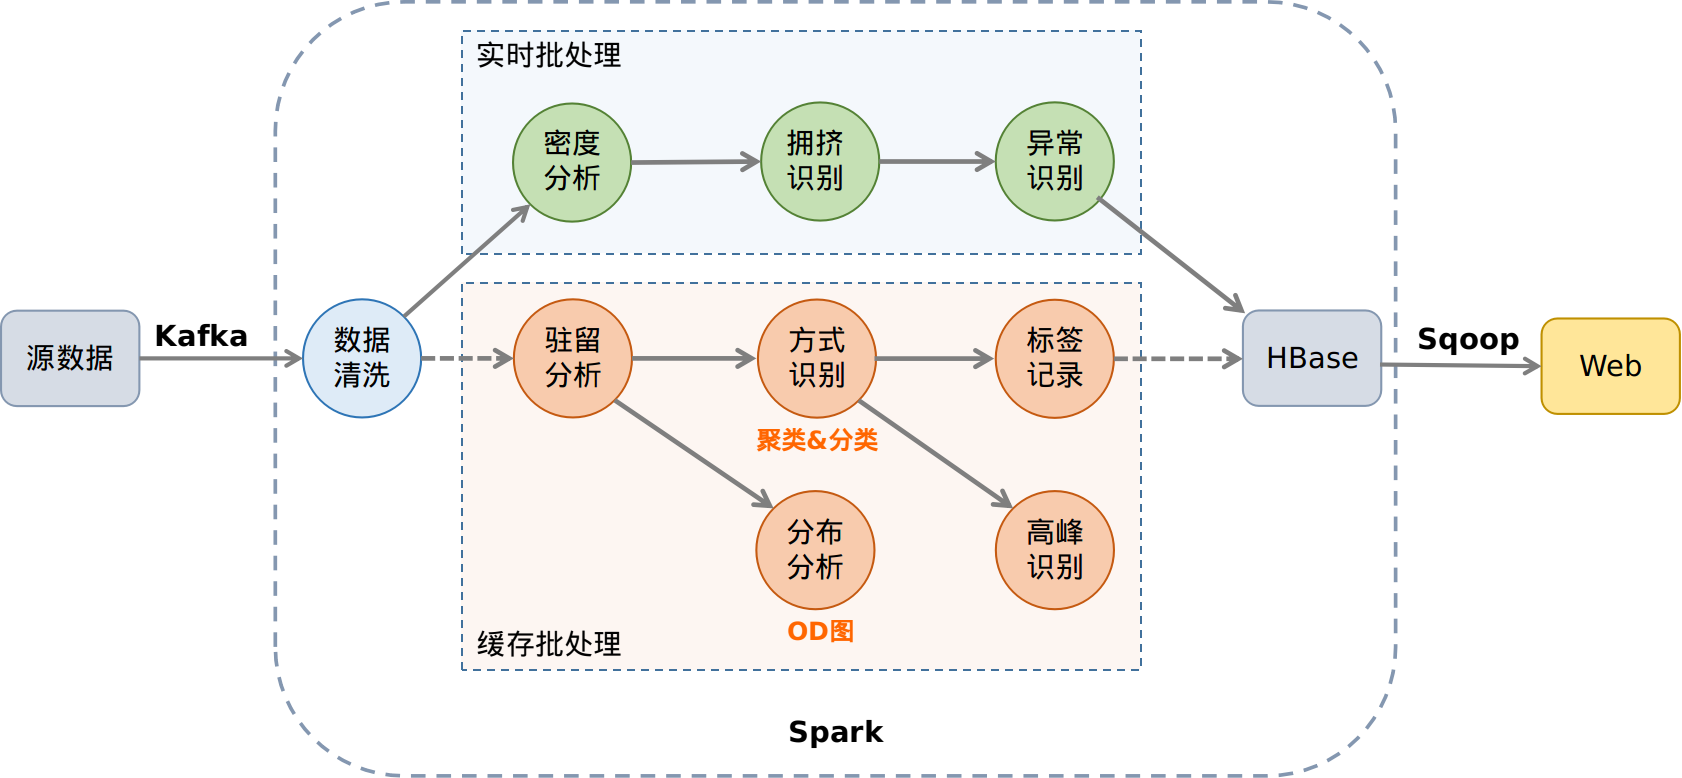 实时批处理
密度
分析
拥挤
识别
异常
识别
源数据
Kafka
数据
清洗
驻留
分析
方式
识别
聚类&分类
标签
记录
HBase
Sqoop
Web
分布
分析
OD图
高峰
识别
缓存批处理
Spark